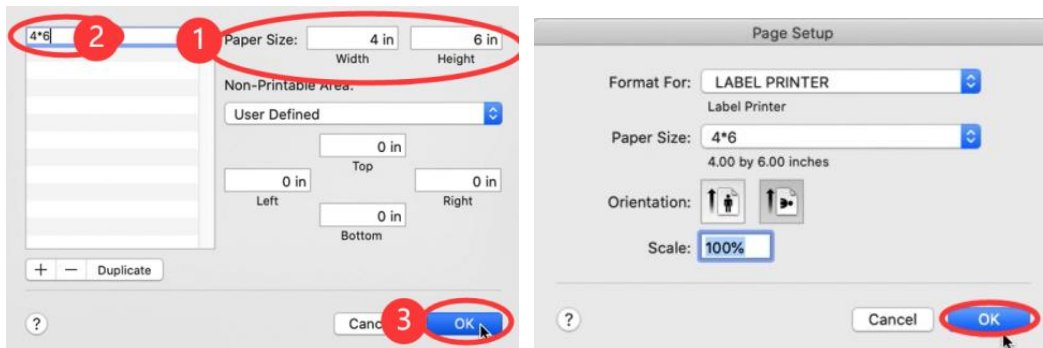 4*6
2
1
Paper Size: 4 in 6 in
Width Height
Non-Printable Area:
User Defined
0 in
Top
0 in 0 in
Left Right
0 in
Bottom
+ − Duplicate
? Canc 3 OK
Page Setup
Format For: LABEL PRINTER
Label Printer
Paper Size: 4*6
4.00 by 6.00 inches
Orientation:
Scale: 100%
? Cancel OK